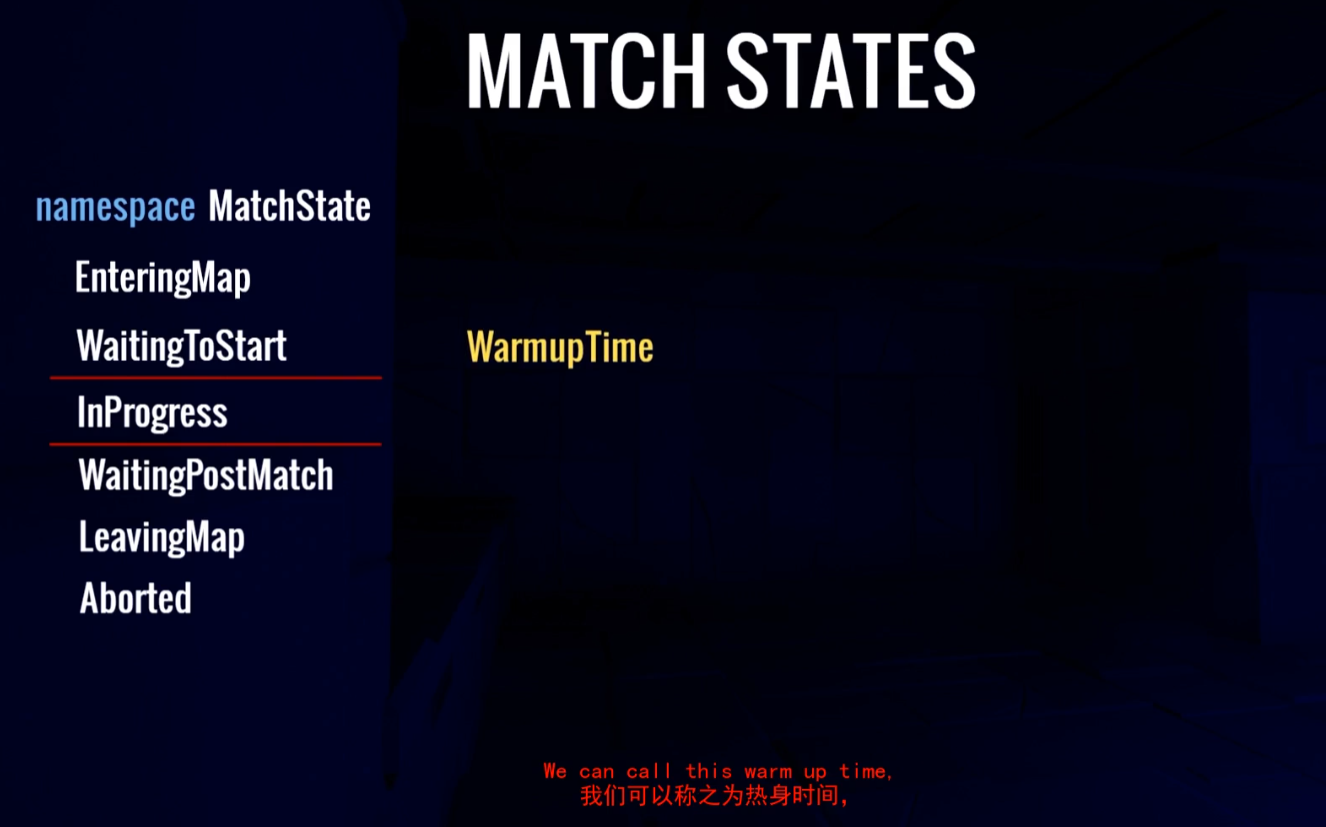 MATCH STATES
namespace MatchState
EnteringMap
WaitingToStart
WarmupTime
InProgress
WaitingPostMatch
LeavingMap
Aborted
We can call this warm up time,
我们可以称之为热身时间，